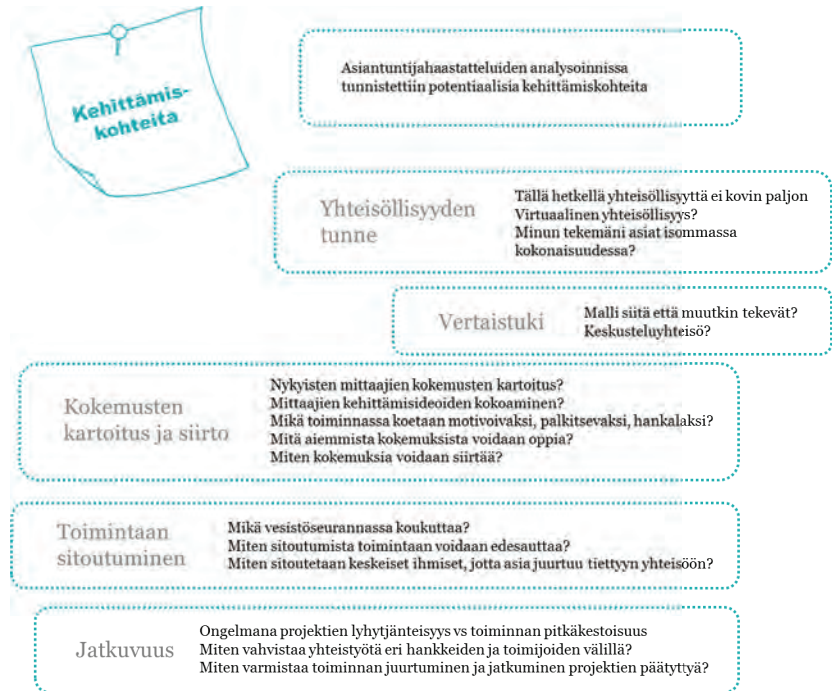 Kehittämis-
kohteita
Asiantuntijahaastatteluiden analysoinnissa
tunnistettiin potentiaalisia kehittämiskohteita
Yhteisöllisyyden
tunne
Tällä hetkellä yhteisöllisyyttä ei kovin paljon
Virtuaalinen yhteisöllisyys?
Minun tekemäni asiat isommassa
kokonaisuudessa?
Vertaistuki
Malli siitä että muutkin tekevät?
Keskusteluyhteisö?
Kokemusten
kartoitus ja siirto
Nykyisten mittaajien kokemusten kartoitus?
Mittaajien kehittämisideoiden kokoaminen?
Mikä toiminnassa koetaan motivoivaksi, palkitsevaksi, hankalaksi?
Mitä aiemmista kokemuksista voidaan oppia?
Miten kokemuksia voidaan siirtää?
Toimintaan
sitoutuminen
Mikä vesistöseurannassa koukuttaa?
Miten sitoutumista toimintaan voidaan edesauttaa?
Miten sitoutetaan keskeiset ihmiset, jotta asia juurtuu tiettyyn yhteisöön?
Jatkuvuus
Ongelmana projektien lyhytjänteisyys vs toiminnan pitkäkestoisuus
Miten vahvistaa yhteistyötä eri hankkeiden ja toimijoiden välillä?
Miten varmistaa toiminnan juurtuminen ja jatkuminen projektien päätyttyä?